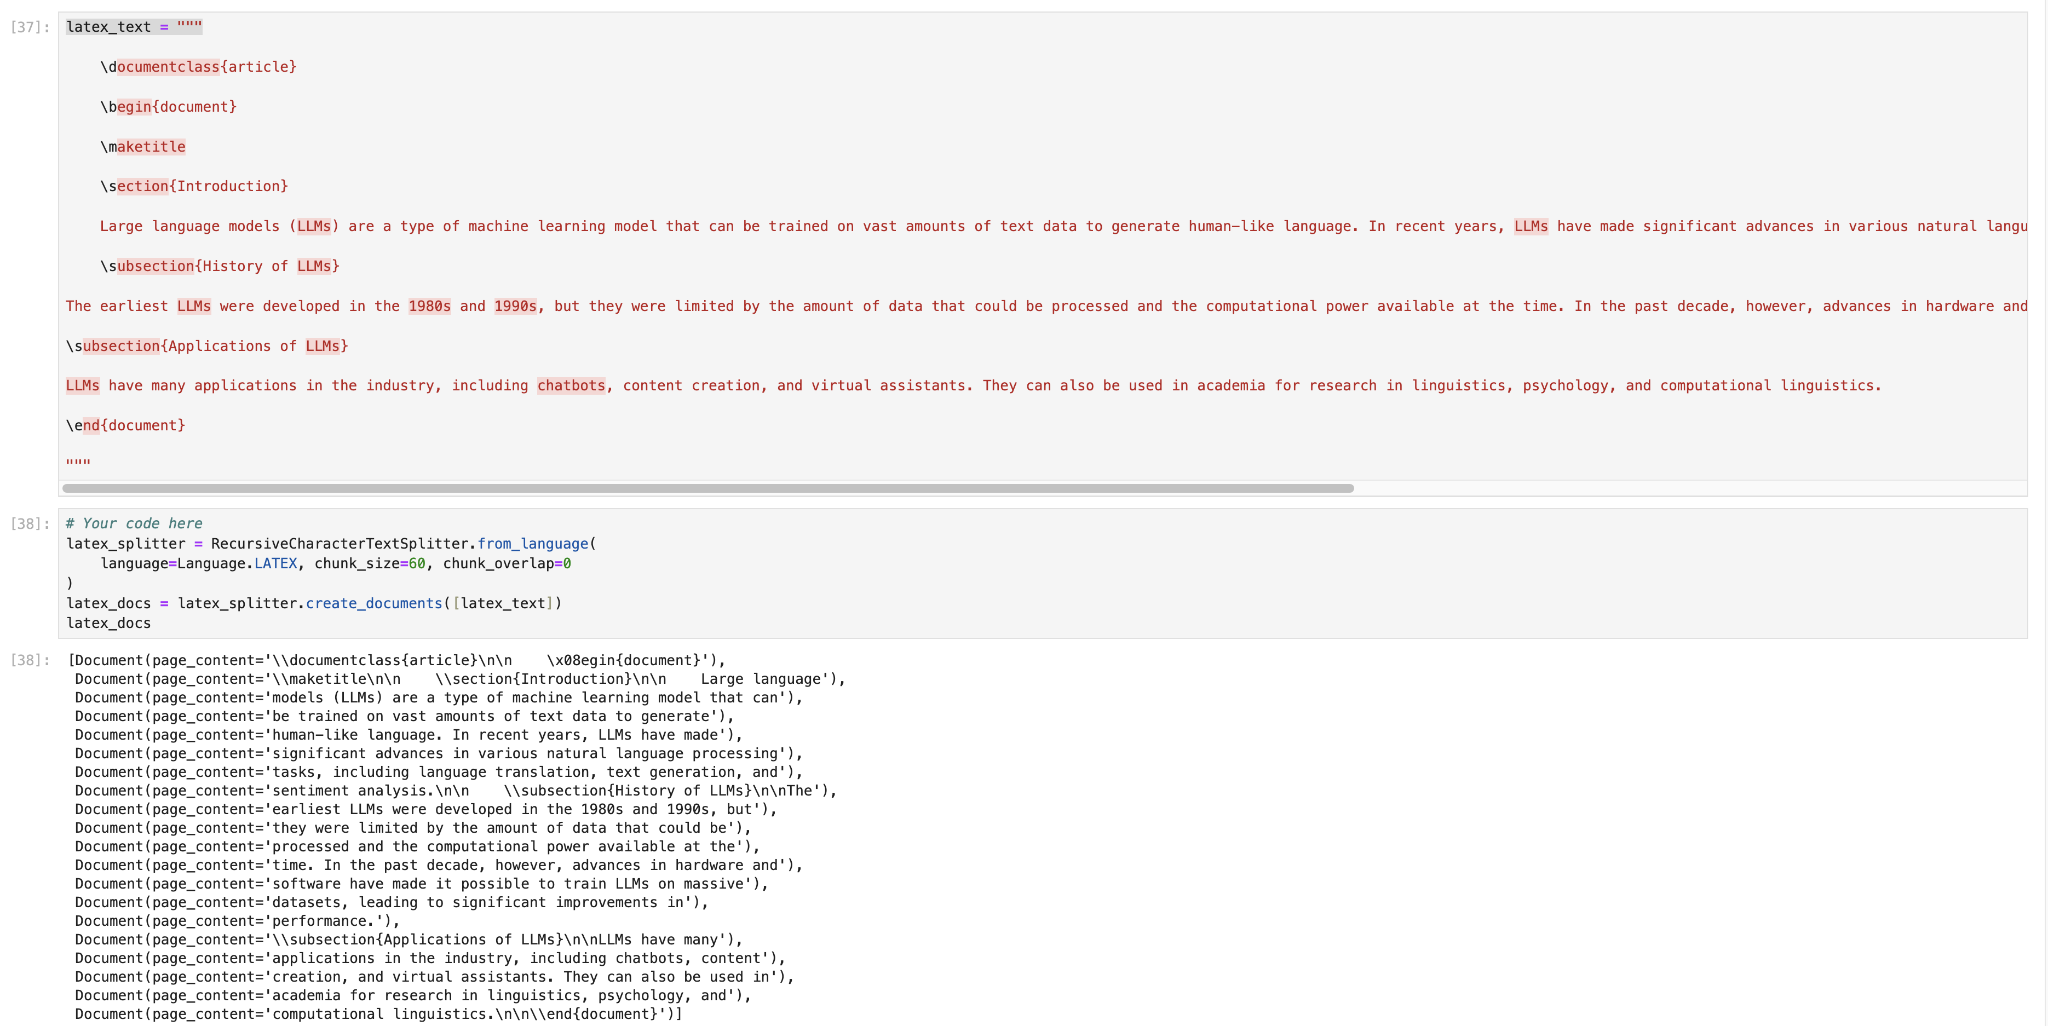 [37]: latex_text = """
\documentclass{article}
\begin{document}
\maketitle
\section{Introduction}
Large language models (LLMs) are a type of machine learning model that can be trained on vast amounts of text data to generate human-like language. In recent years, LLMs have made significant advances in various natural langu
\subsection{History of LLMs}
The earliest LLMs were developed in the 1980s and 1990s, but they were limited by the amount of data that could be processed and the computational power available at the time. In the past decade, however, advances in hardware and
\subsection{Applications of LLMs}
LLMs have many applications in the industry, including chatbots, content creation, and virtual assistants. They can also be used in academia for research in linguistics, psychology, and computational linguistics.
\end{document}
"""
[38]: # Your code here
latex_splitter = RecursiveCharacterTextSplitter.from_language(
    language=Language.LATEX, chunk_size=60, chunk_overlap=0
)
latex_docs = latex_splitter.create_documents([latex_text])
latex_docs
[38]: [Document(page_content='\\documentclass{article}\n\n    \x08egin{document}'),
Document(page_content='\\maketitle\n\n    \\section{Introduction}\n\n    Large language'),
Document(page_content='models (LLMs) are a type of machine learning model that can'),
Document(page_content='be trained on vast amounts of text data to generate'),
Document(page_content='human-like language. In recent years, LLMs have made'),
Document(page_content='significant advances in various natural language processing'),
Document(page_content='tasks, including language translation, text generation, and'),
Document(page_content='sentiment analysis.\n\n    \\subsection{History of LLMs}\n\nThe'),
Document(page_content='earliest LLMs were developed in the 1980s and 1990s, but'),
Document(page_content='they were limited by the amount of data that could be'),
Document(page_content='processed and the computational power available at the'),
Document(page_content='time. In the past decade, however, advances in hardware and'),
Document(page_content='software have made it possible to train LLMs on massive'),
Document(page_content='datasets, leading to significant improvements in'),
Document(page_content='performance.'),
Document(page_content='\\subsection{Applications of LLMs}\n\nLLMs have many'),
Document(page_content='applications in the industry, including chatbots, content'),
Document(page_content='creation, and virtual assistants. They can also be used in'),
Document(page_content='academia for research in linguistics, psychology, and'),
Document(page_content='computational linguistics.\n\n\\end{document}')]